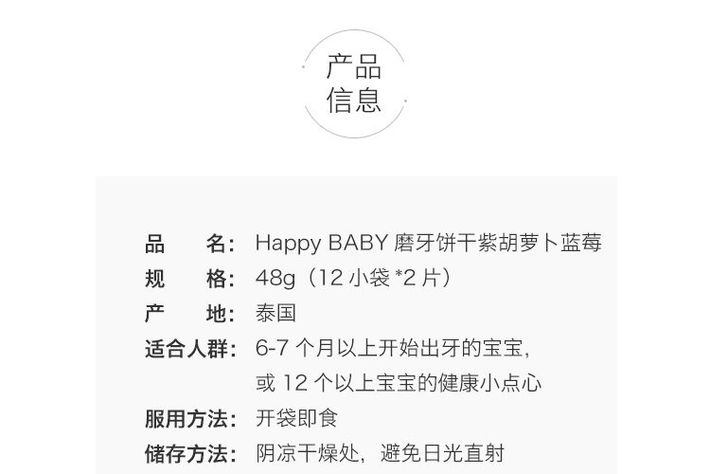 产品
信息
品 名：Happy BABY 磨牙饼干紫胡萝卜蓝莓
规 格：48g（12 小袋 *2 片）
产 地：泰国
适合人群：6-7 个月以上开始出牙的宝宝，
或 12 个以上宝宝的健康小点心
服用方法：开袋即食
储存方法：阴凉干燥处，避免日光直射